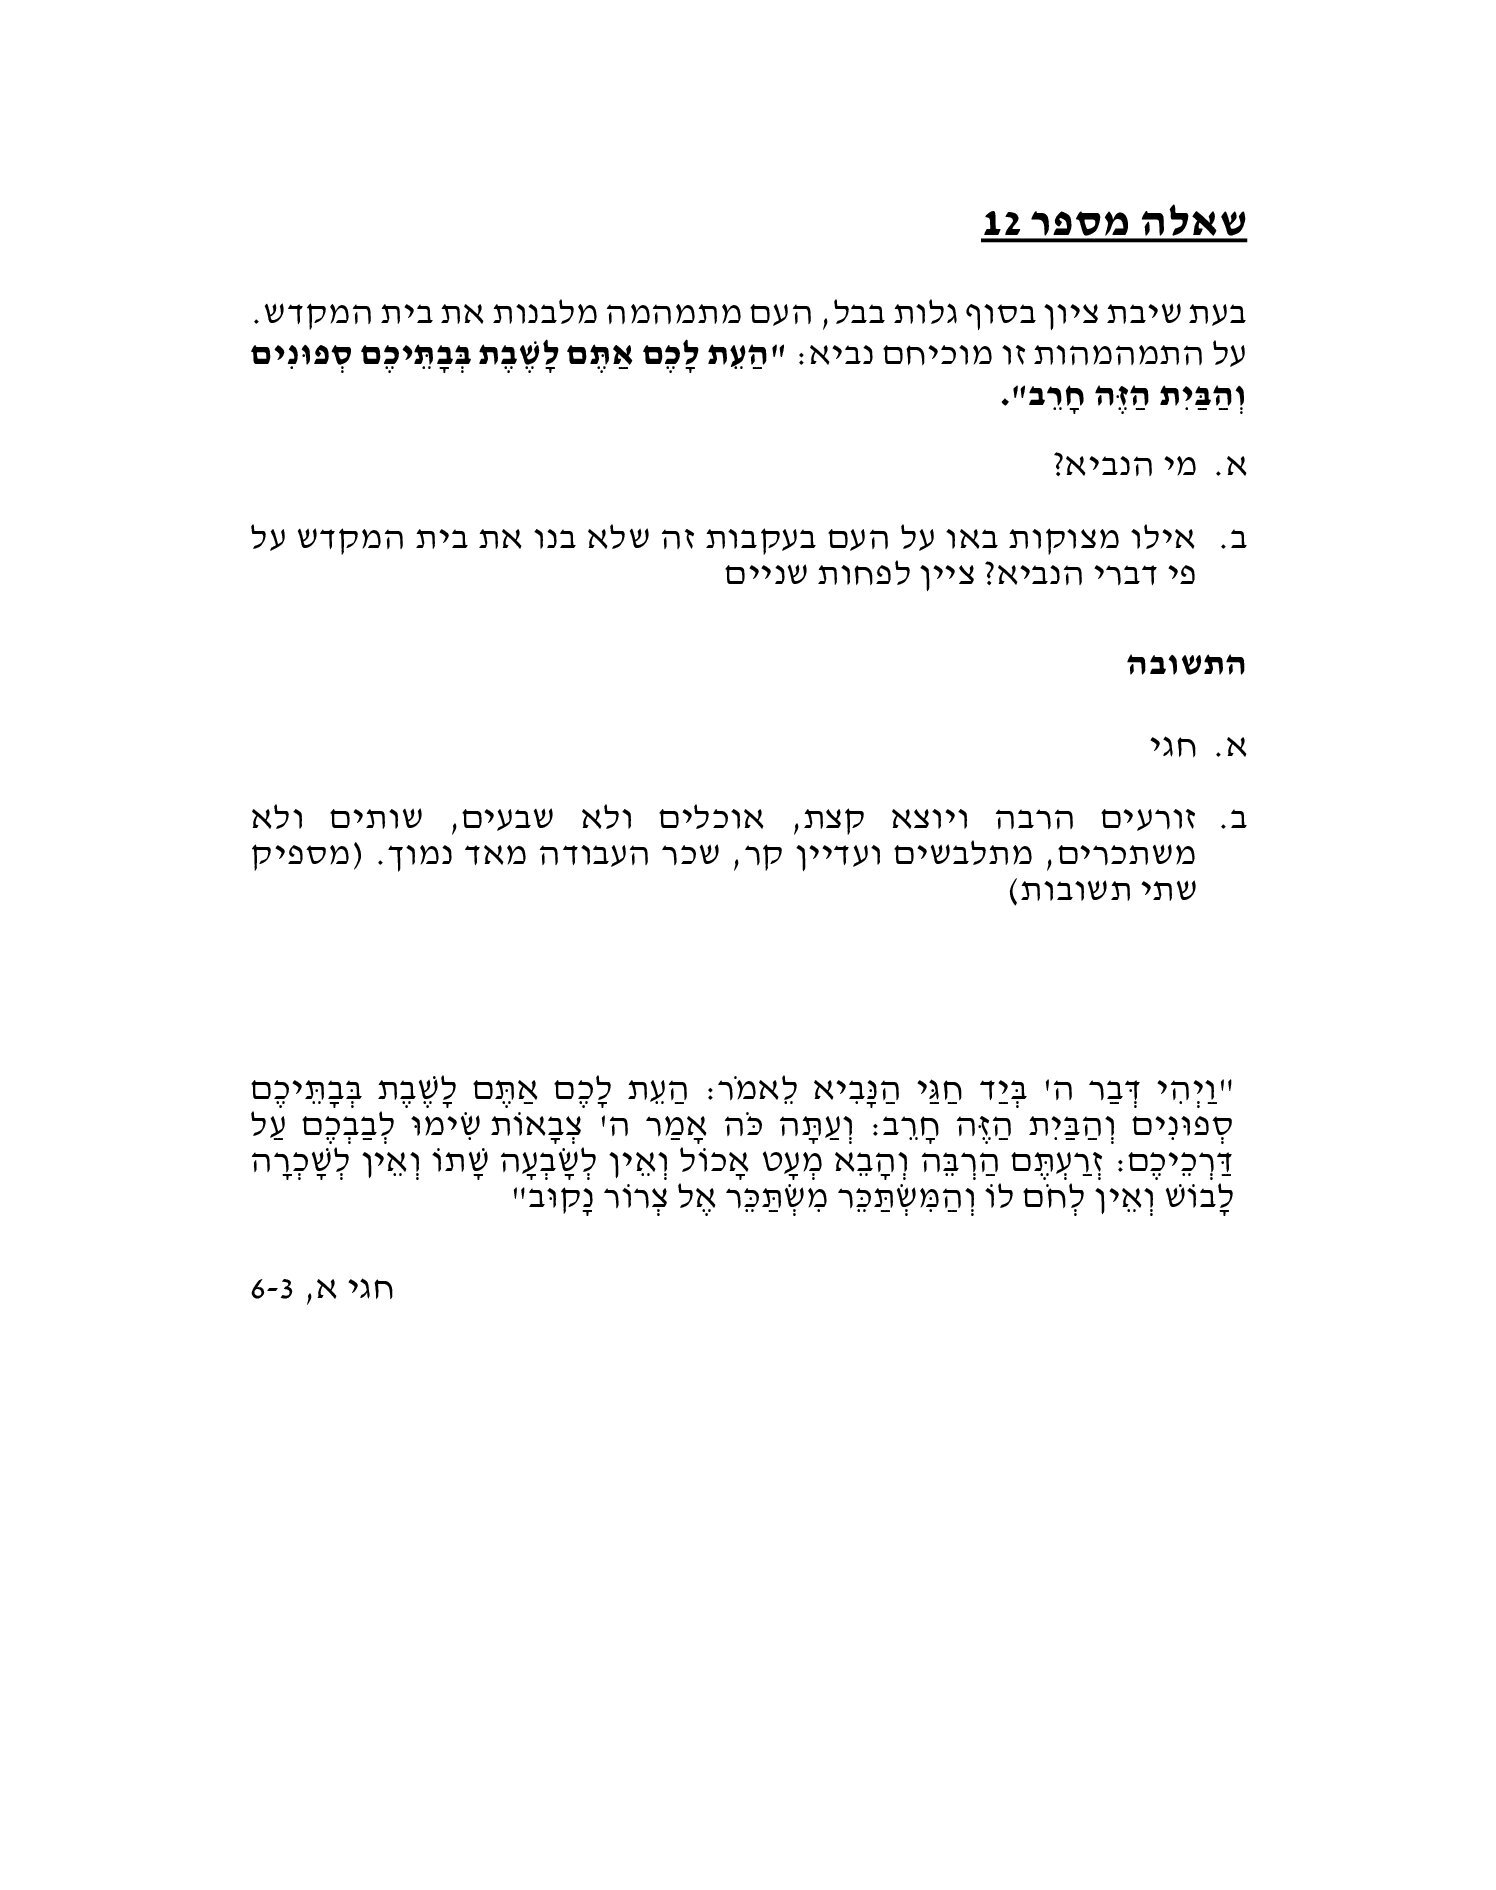 שאלה מספר 12
בעת שיבת ציון בסוף גלות בבל, העם מתמהמה מלבנות את בית המקדש.
על התמהמהות זו מוכיחם נביא: "הַעֵת לָכֶם אַתֶּם לָשֶׁבֶת בְּבָתֵּיכֶם סְפוּנִים
וְהַבַּיִת הַזֶּה חָרֵב".
א. מי הנביא?
ב. אילו מצוקות באו על העם בעקבות זה שלא בנו את בית המקדש על
פי דברי הנביא? ציין לפחות שניים
התשובה
א. חגי
ב. זורעים הרבה ויוצא קצת, אוכלים ולא שבעים, שותים ולא
משתכרים, מתלבשים ועדיין קר, שכר העבודה מאד נמוך. (מספיק
שתי תשובות)
"וַיְהִי דְּבַר ה' בְּיַד חַגַּי הַנָּבִיא לֵאמֹר: הַעֵת לָכֶם אַתֶּם לָשֶׁבֶת בְּבָתֵּיכֶם
סְפוּנִים וְהַבַּיִת הַזֶּה חָרֵב: וְעַתָּה כֹּה אָמַר ה' צְבָאוֹת שִׂימוּ לְבַבְכֶם עַל
דַּרְכֵיכֶם: זְרַעְתֶּם הַרְבֵּה וְהָבֵא מְעָט אָכוֹל וְאֵין לְשָׂבְעָה שָׁתוֹ וְאֵין לְשָׁכְרָה
לָבוֹשׁ וְאֵין לְחֹם לוֹ וְהַמִּשְׂתַּכֵּר מִשְׂתַּכֵּר אֶל צְרוֹר נָקוּב"
חגי א, 6-3